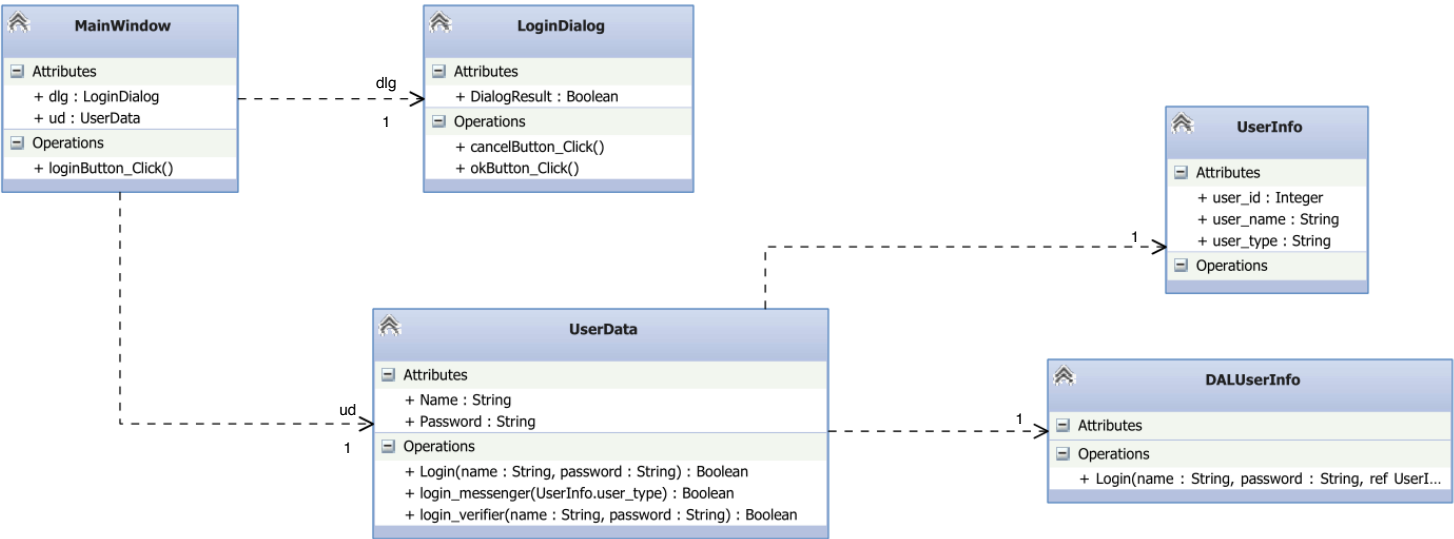 MainWindow
Attributes
+ dlg : LoginDialog
+ ud : UserData
Operations
+ loginButton_Click()
dlg
1
LoginDialog
Attributes
+ DialogResult : Boolean
Operations
+ cancelButton_Click()
+ okButton_Click()
UserInfo
Attributes
+ user_id : Integer
+ user_name : String
+ user_type : String
Operations
1
ud
1
UserData
Attributes
+ Name : String
+ Password : String
Operations
+ Login(name : String, password : String) : Boolean
+ login_messenger(UserInfo.user_type) : Boolean
+ login_verifier(name : String, password : String) : Boolean
1
DALUserInfo
Attributes
Operations
+ Login(name : String, password : String, ref UserI...